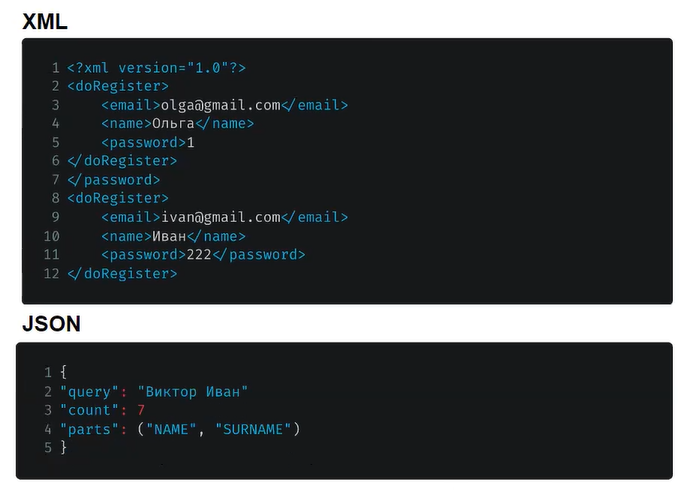 XML
1 <?xml version="1.0"?>
2 <doRegister>
3     <email>olga@gmail.com</email>
4     <name>Ольга</name>
5     <password>1
6 </doRegister>
7 </password>
8 <doRegister>
9     <email>ivan@gmail.com</email>
10     <name>Иван</name>
11     <password>222</password>
12 </doRegister>
JSON
1 {
2 "query": "Виктор Иван"
3 "count": 7
4 "parts": ("NAME", "SURNAME")
5 }